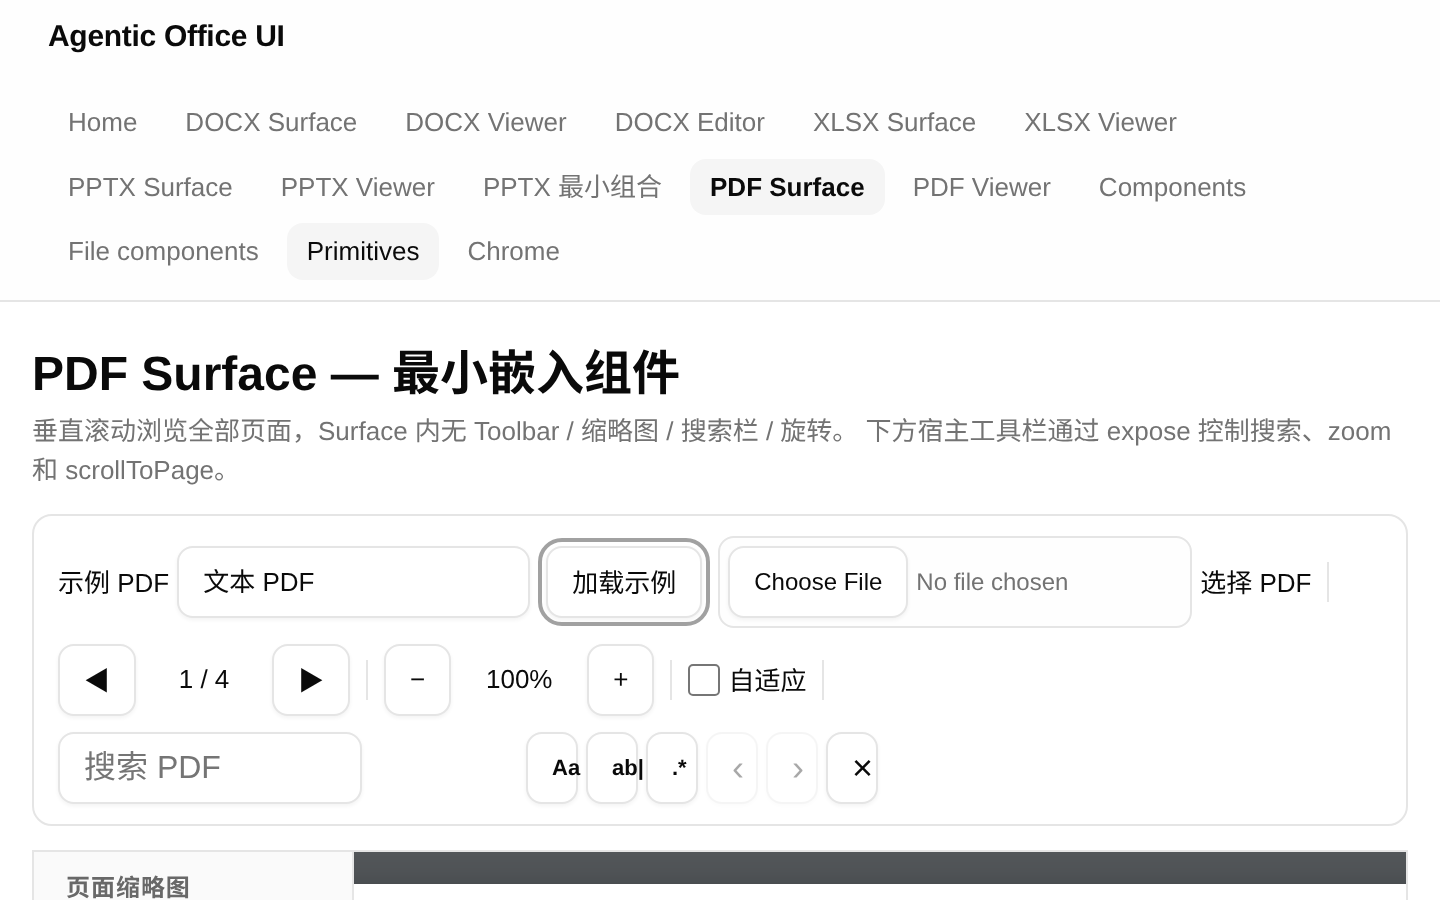 Agentic Office UI
Home DOCX Surface DOCX Viewer DOCX Editor XLSX Surface XLSX Viewer
PPTX Surface PPTX Viewer PPTX 最小组合 PDF Surface PDF Viewer Components
File components Primitives Chrome
PDF Surface — 最小嵌入组件
垂直滚动浏览全部页面，Surface 内无 Toolbar / 缩略图 / 搜索栏 / 旋转。 下方宿主工具栏通过 expose 控制搜索、zoom
和 scrollToPage。
示例 PDF 文本 PDF 加载示例 Choose File No file chosen 选择 PDF
◀ 1 / 4 ▶ − 100% + 自适应
搜索 PDF Aa ab| .* ‹ › ✕
页面缩略图